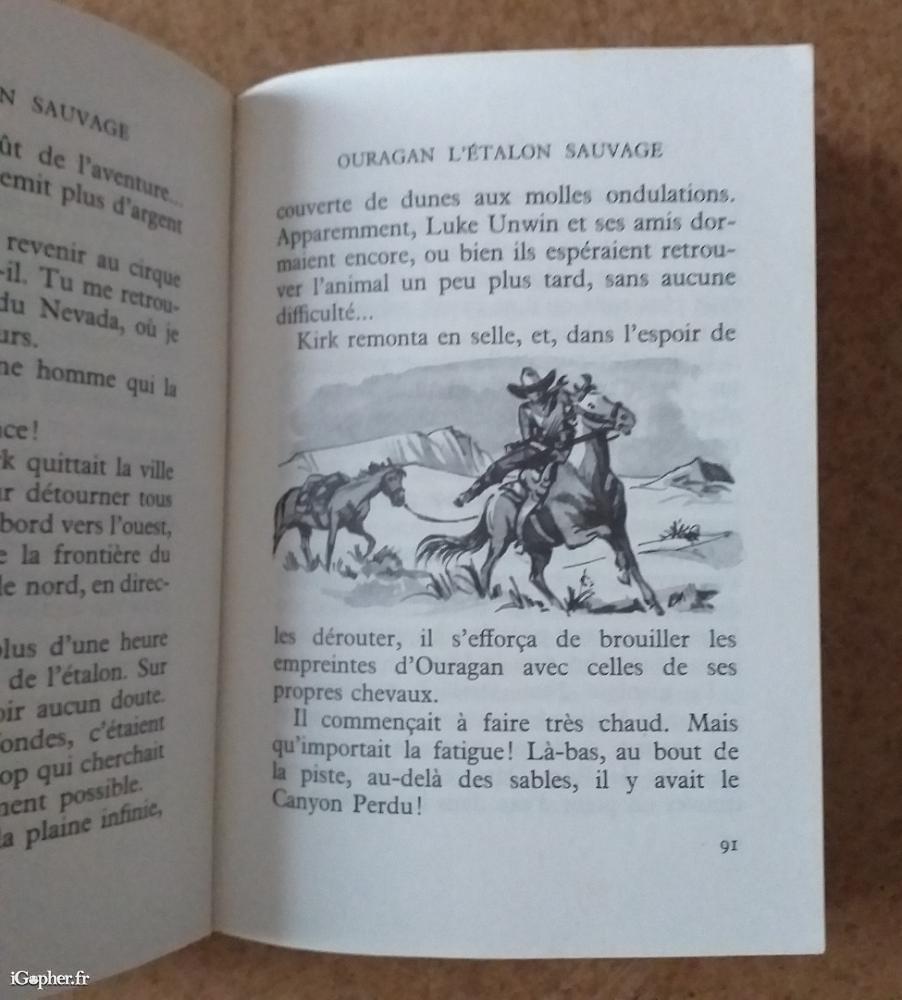 N SAUVAGE
ût de l'aventure...
emit plus d'argent
revenir au cirque
-il. Tu me retrou-
du Nevada, où je
urs.
ne homme qui la
nce!
k quittait la ville
ur détourner tous
bord vers l'ouest,
e la frontière du
le nord, en direc-
plus d'une heure
de l'étalon. Sur
oir aucun doute.
ondes, c'étaient
op qui cherchait
ment possible.
la plaine infinie,
OURAGAN L'ÉTALON SAUVAGE
couverte de dunes aux molles ondulations.
Apparemment, Luke Unwin et ses amis dor-
maient encore, ou bien ils espéraient retrou-
ver l'animal un peu plus tard, sans aucune
difficulté...
Kirk remonta en selle, et, dans l'espoir de
les dérouter, il s'efforça de brouiller les
empreintes d'Ouragan avec celles de ses
propres chevaux.
Il commençait à faire très chaud. Mais
qu'importait la fatigue! Là-bas, au bout de
la piste, au-delà des sables, il y avait le
Canyon Perdu!
91
iGopher.fr